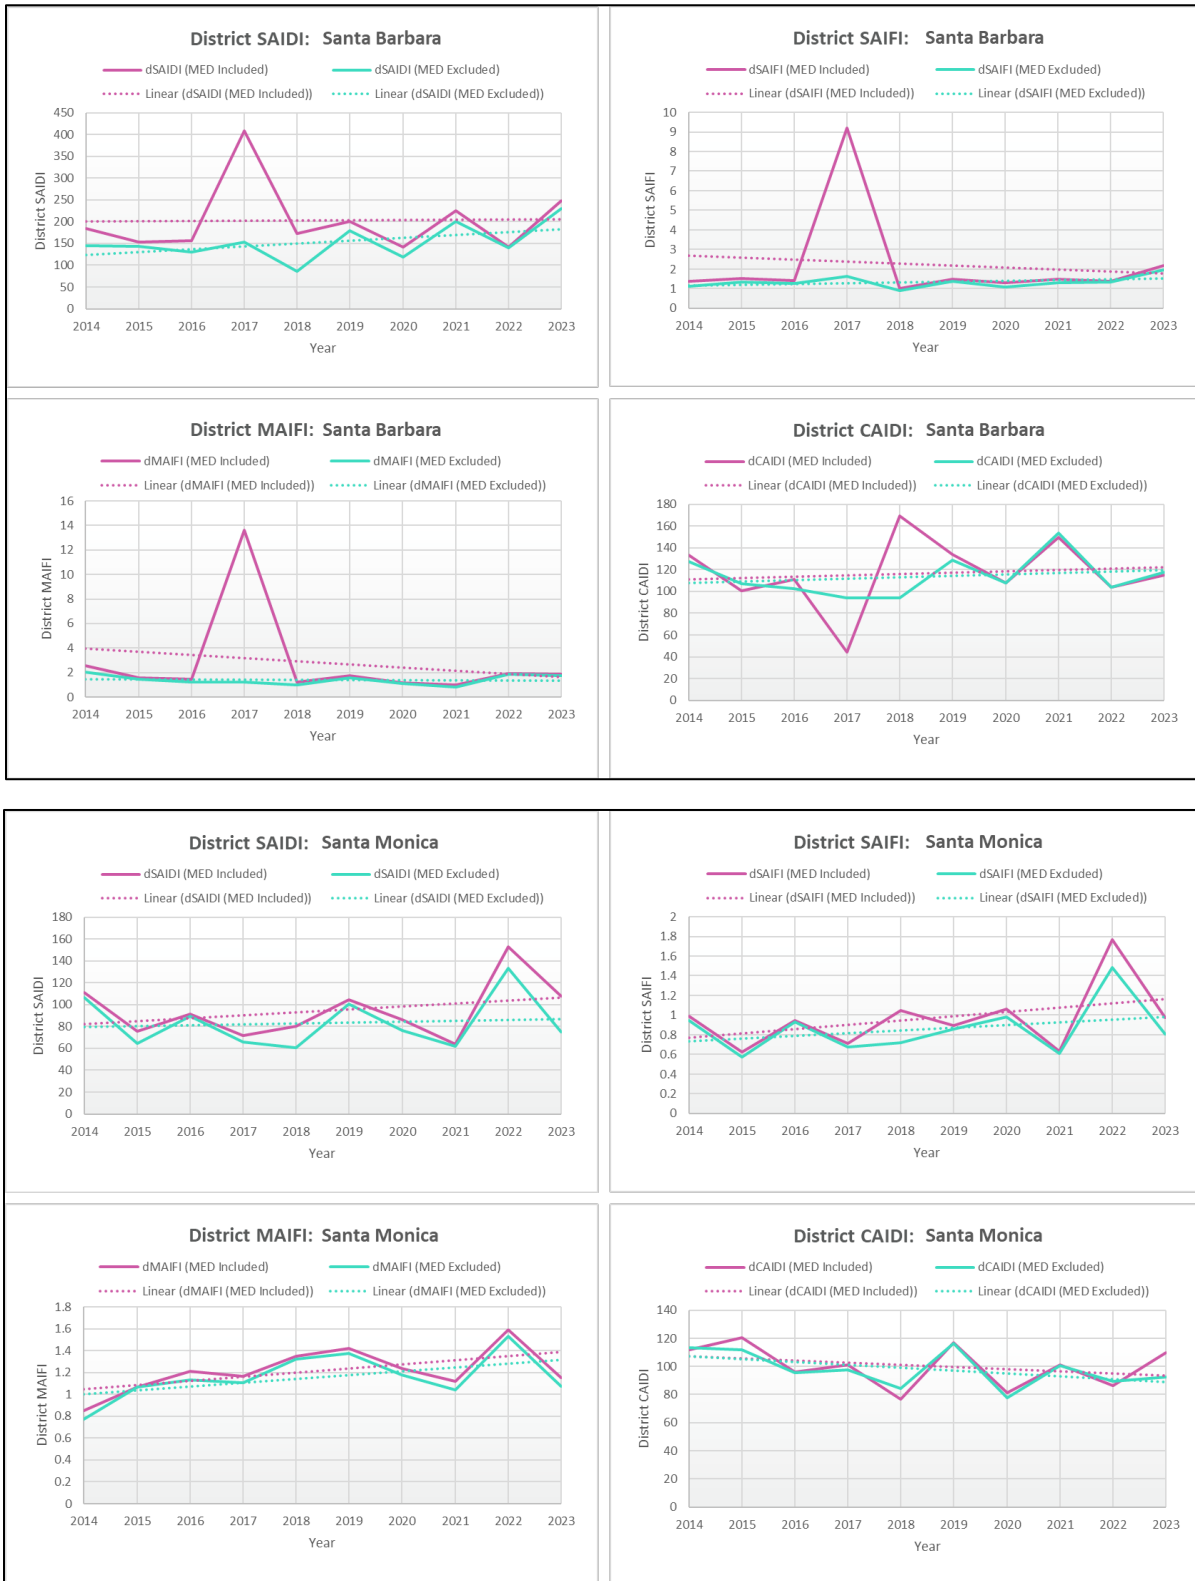 District SAIDI: Santa Barbara
dSAIDI (MED Included)
dSAIDI (MED Excluded)
Linear (dSAIDI (MED Included))
Linear (dSAIDI (MED Excluded))
450
400
350
300
250
200
150
100
50
0
District SAIDI
2014 2015 2016 2017 2018 2019 2020 2021 2022 2023
Year
District SAIFI: Santa Barbara
dSAIFI (MED Included)
dSAIFI (MED Excluded)
Linear (dSAIFI (MED Included))
Linear (dSAIFI (MED Excluded))
10
9
8
7
6
5
4
3
2
1
0
District SAIFI
2014 2015 2016 2017 2018 2019 2020 2021 2022 2023
Year
District MAIFI: Santa Barbara
dMAIFI (MED Included)
dMAIFI (MED Excluded)
Linear (dMAIFI (MED Included))
Linear (dMAIFI (MED Excluded))
16
14
12
10
8
6
4
2
0
District MAIFI
2014 2015 2016 2017 2018 2019 2020 2021 2022 2023
Year
District CAIDI: Santa Barbara
dCAIDI (MED Included)
dCAIDI (MED Excluded)
Linear (dCAIDI (MED Included))
Linear (dCAIDI (MED Excluded))
180
160
140
120
100
80
60
40
20
0
District CAIDI
2014 2015 2016 2017 2018 2019 2020 2021 2022 2023
Year
District SAIDI: Santa Monica
dSAIDI (MED Included)
dSAIDI (MED Excluded)
Linear (dSAIDI (MED Included))
Linear (dSAIDI (MED Excluded))
180
160
140
120
100
80
60
40
20
0
District SAIDI
2014 2015 2016 2017 2018 2019 2020 2021 2022 2023
Year
District SAIFI: Santa Monica
dSAIFI (MED Included)
dSAIFI (MED Excluded)
Linear (dSAIFI (MED Included))
Linear (dSAIFI (MED Excluded))
2
1.8
1.6
1.4
1.2
1
0.8
0.6
0.4
0.2
0
District SAIFI
2014 2015 2016 2017 2018 2019 2020 2021 2022 2023
Year
District MAIFI: Santa Monica
dMAIFI (MED Included)
dMAIFI (MED Excluded)
Linear (dMAIFI (MED Included))
Linear (dMAIFI (MED Excluded))
1.8
1.6
1.4
1.2
1
0.8
0.6
0.4
0.2
0
District MAIFI
2014 2015 2016 2017 2018 2019 2020 2021 2022 2023
Year
District CAIDI: Santa Monica
dCAIDI (MED Included)
dCAIDI (MED Excluded)
Linear (dCAIDI (MED Included))
Linear (dCAIDI (MED Excluded))
140
120
100
80
60
40
20
0
District CAIDI
2014 2015 2016 2017 2018 2019 2020 2021 2022 2023
Year